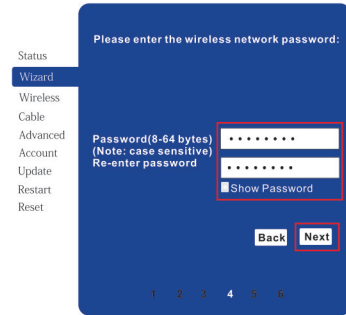 Please enter the wireless network password:
Status
Wizard
Wireless
Cable
Advanced
Account
Update
Restart
Reset
Password(8-64 bytes)
(Note: case sensitive)
Re-enter password
Show Password
Back Next
1 2 3 4 5 6